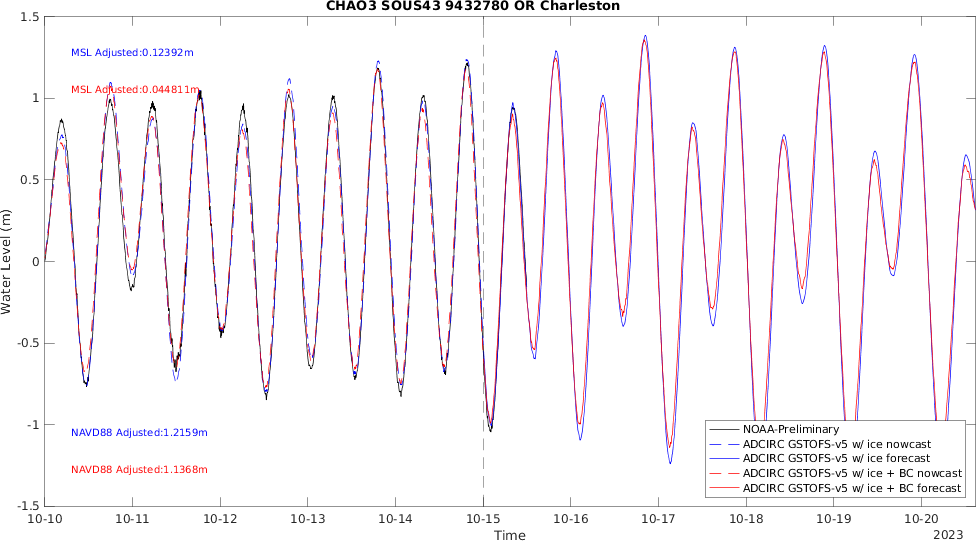 CHAO3 SOUS43 9432780 OR Charleston
1.5
MSL Adjusted:0.12392m
MSL Adjusted:0.044811m
1
0.5
Water Level (m)
0
-0.5
-1
NAVD88 Adjusted:1.2159m
NAVD88 Adjusted:1.1368m
NOAA-Preliminary
ADCIRC GSTOFS-v5 w/ ice nowcast
ADCIRC GSTOFS-v5 w/ ice forecast
ADCIRC GSTOFS-v5 w/ ice + BC nowcast
ADCIRC GSTOFS-v5 w/ ice + BC forecast
-1.5
10-10 10-11 10-12 10-13 10-14 10-15 10-16 10-17 10-18 10-19 10-20
Time
2023